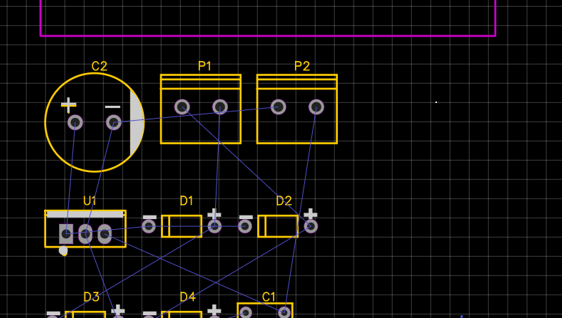 C2 P1 P2
+ −
U1 D1 D2
− + − +
D3 D4 C1
− + − +